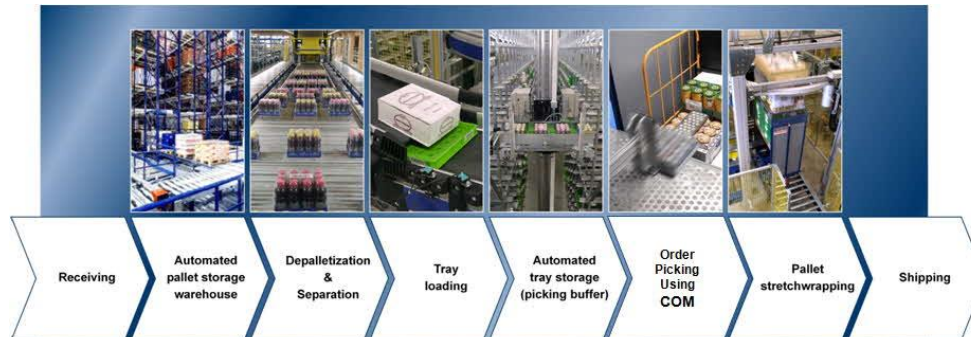 Receiving
Automated
pallet storage
warehouse
Depalletization
&
Separation
Tray
loading
Automated
tray storage
(picking buffer)
Order
Picking
Using
COM
Pallet
stretchwrapping
Shipping